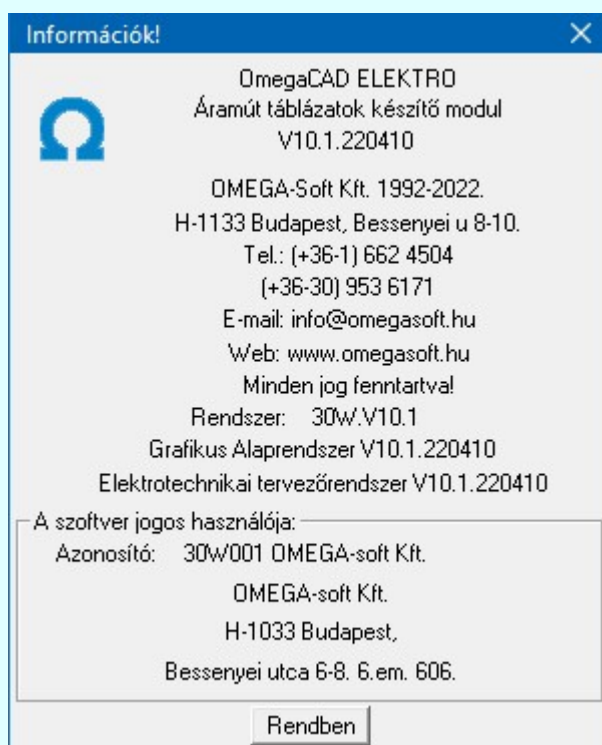 Információk!
OmegaCAD ELEKTRO
Áramút táblázatok készítő modul
V10.1.220410
OMEGA-Soft Kft. 1992-2022.
H-1133 Budapest, Bessenyei u 8-10.
Tel.: (+36-1) 662 4504
(+36-30) 953 6171
E-mail: info@omegasoft.hu
Web: www.omegasoft.hu
Minden jog fenntartva!
Rendszer: 30W.V10.1
Grafikus Alaprendszer V10.1.220410
Elektrotechnikai tervezőrendszer V10.1.220410
A szoftver jogos használója:
Azonosító: 30W001 OMEGA-soft Kft.
OMEGA-soft Kft.
H-1033 Budapest,
Bessenyei utca 6-8. 6.em. 606.
Rendben